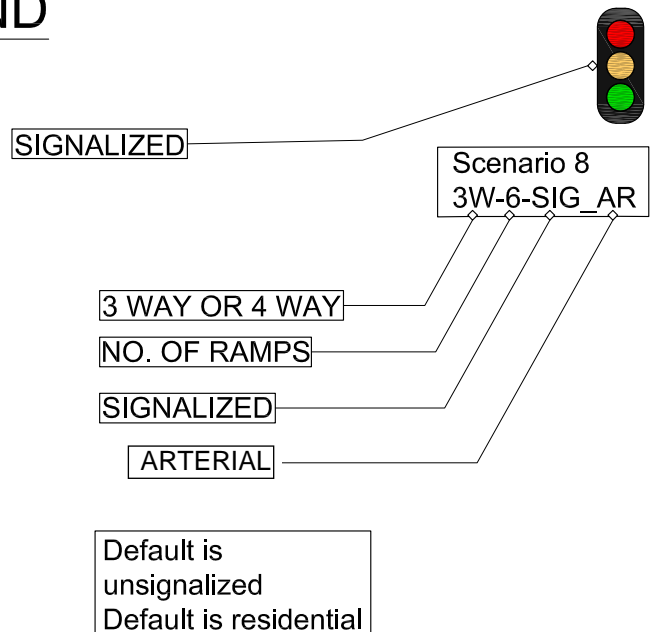 SIGNALIZED
Scenario 8
3W-6-SIG_AR
3 WAY OR 4 WAY
NO. OF RAMPS
SIGNALIZED
ARTERIAL
Default is
unsignalized
Default is residential